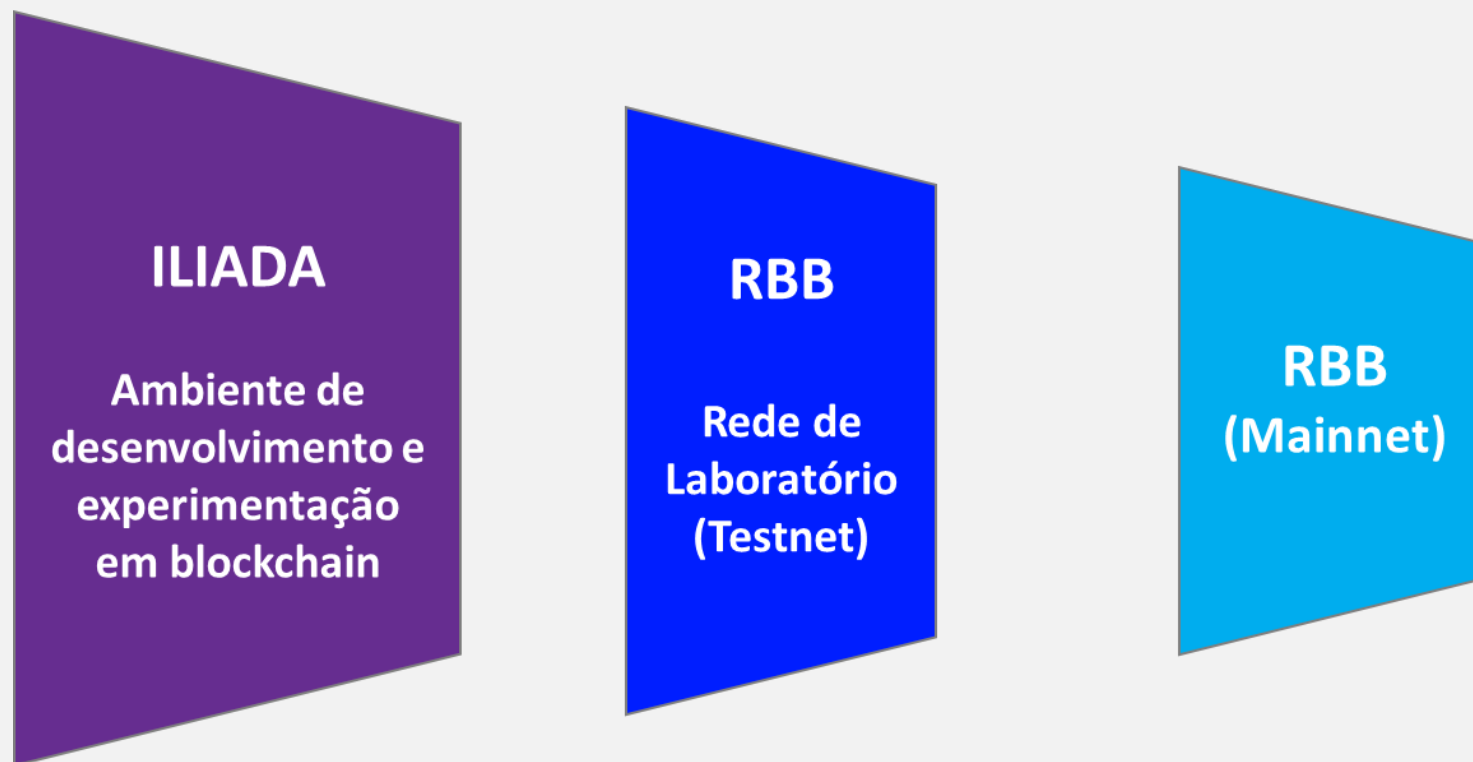 ILIADA
Ambiente de
desenvolvimento e
experimentação
em blockchain
RBB
Rede de
Laboratório
(Testnet)
RBB
(Mainnet)